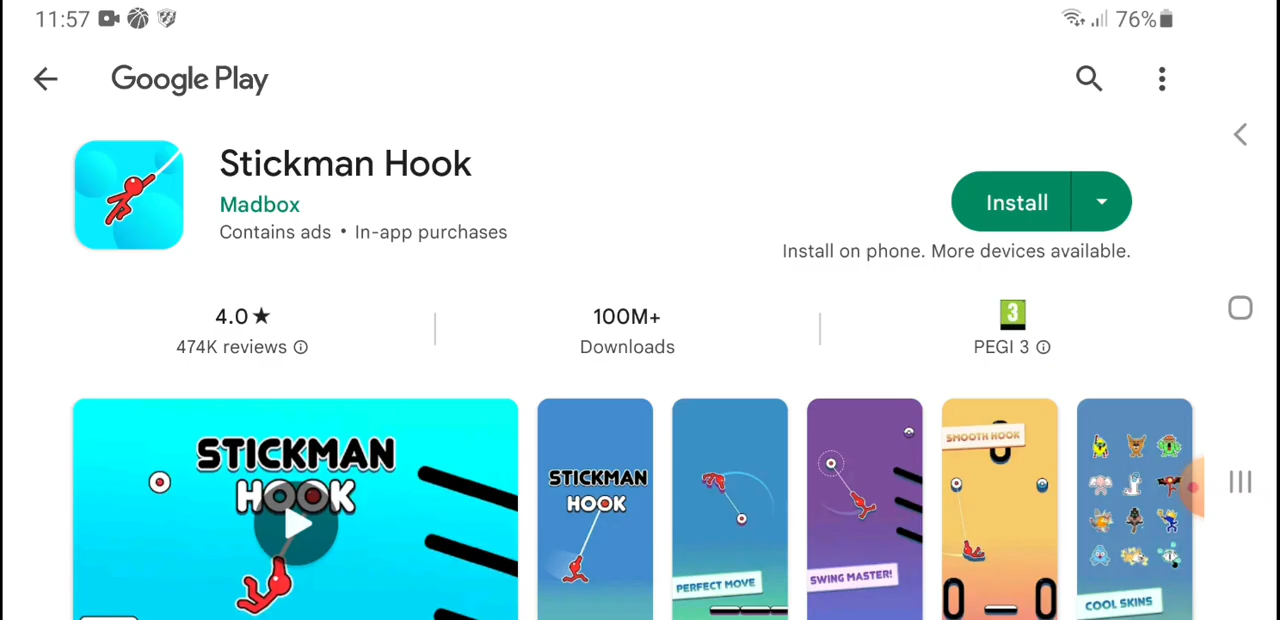 11:57
76%
Google Play
Stickman Hook
Madbox
Contains ads • In-app purchases
Install
Install on phone. More devices available.
4.0★
474K reviews
100M+
Downloads
3
PEGI 3
STICKMAN
HOOK
STICKMAN
HOOK
PERFECT MOVE
SWING MASTER!
SMOOTH HOOK
COOL SKINS